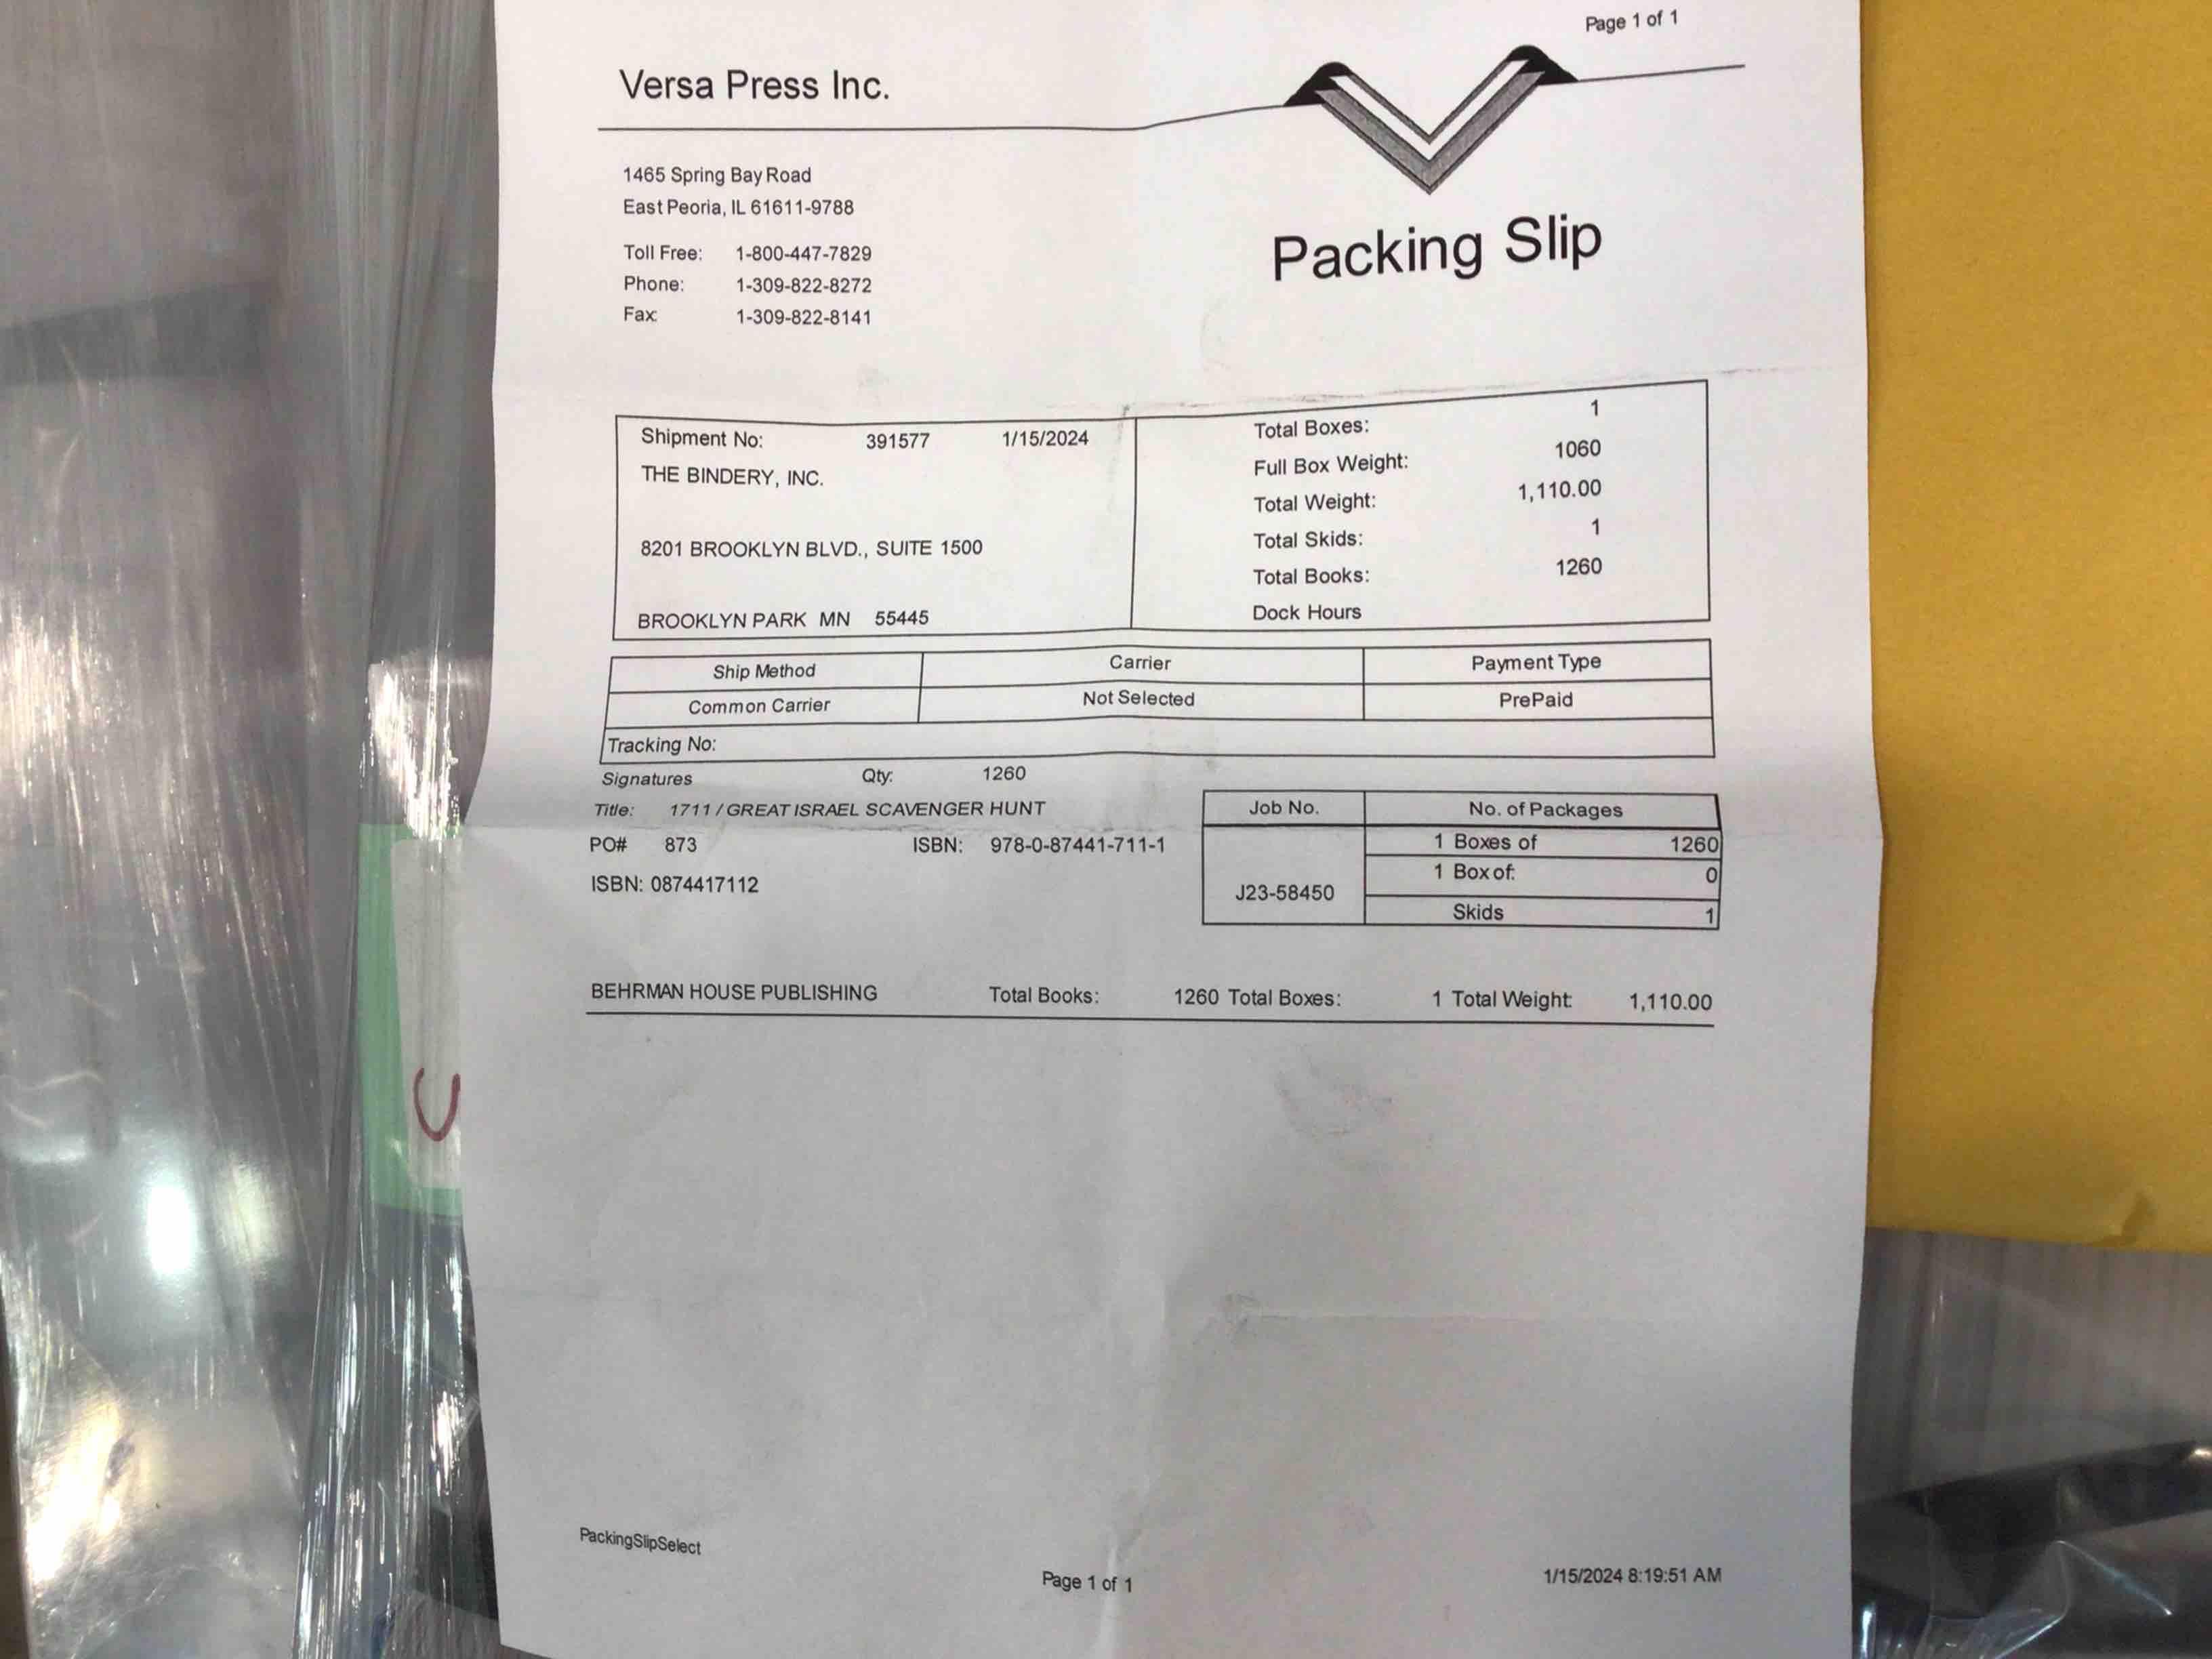 Page 1 of 1
Versa Press Inc.
1465 Spring Bay Road
East Peoria, IL 61611-9788
Toll Free: 1-800-447-7829
Phone: 1-309-822-8272
Fax: 1-309-822-8141
Packing Slip
Shipment No: 391577 1/15/2024
THE BINDERY, INC.
8201 BROOKLYN BLVD., SUITE 1500
BROOKLYN PARK MN 55445
Total Boxes: 1
Full Box Weight: 1060
Total Weight: 1,110.00
Total Skids: 1
Total Books: 1260
Dock Hours
Ship Method Carrier Payment Type
Common Carrier Not Selected PrePaid
Tracking No:
Signatures Qty: 1260
Title: 1711 / GREAT ISRAEL SCAVENGER HUNT
PO# 873 ISBN: 978-0-87441-711-1
ISBN: 0874417112
Job No. No. of Packages
J23-58450
1 Boxes of 1260
1 Box of: 0
Skids 1
BEHRMAN HOUSE PUBLISHING Total Books: 1260 Total Boxes: 1 Total Weight: 1,110.00
PackingSlipSelect
Page 1 of 1
1/15/2024 8:19:51 AM